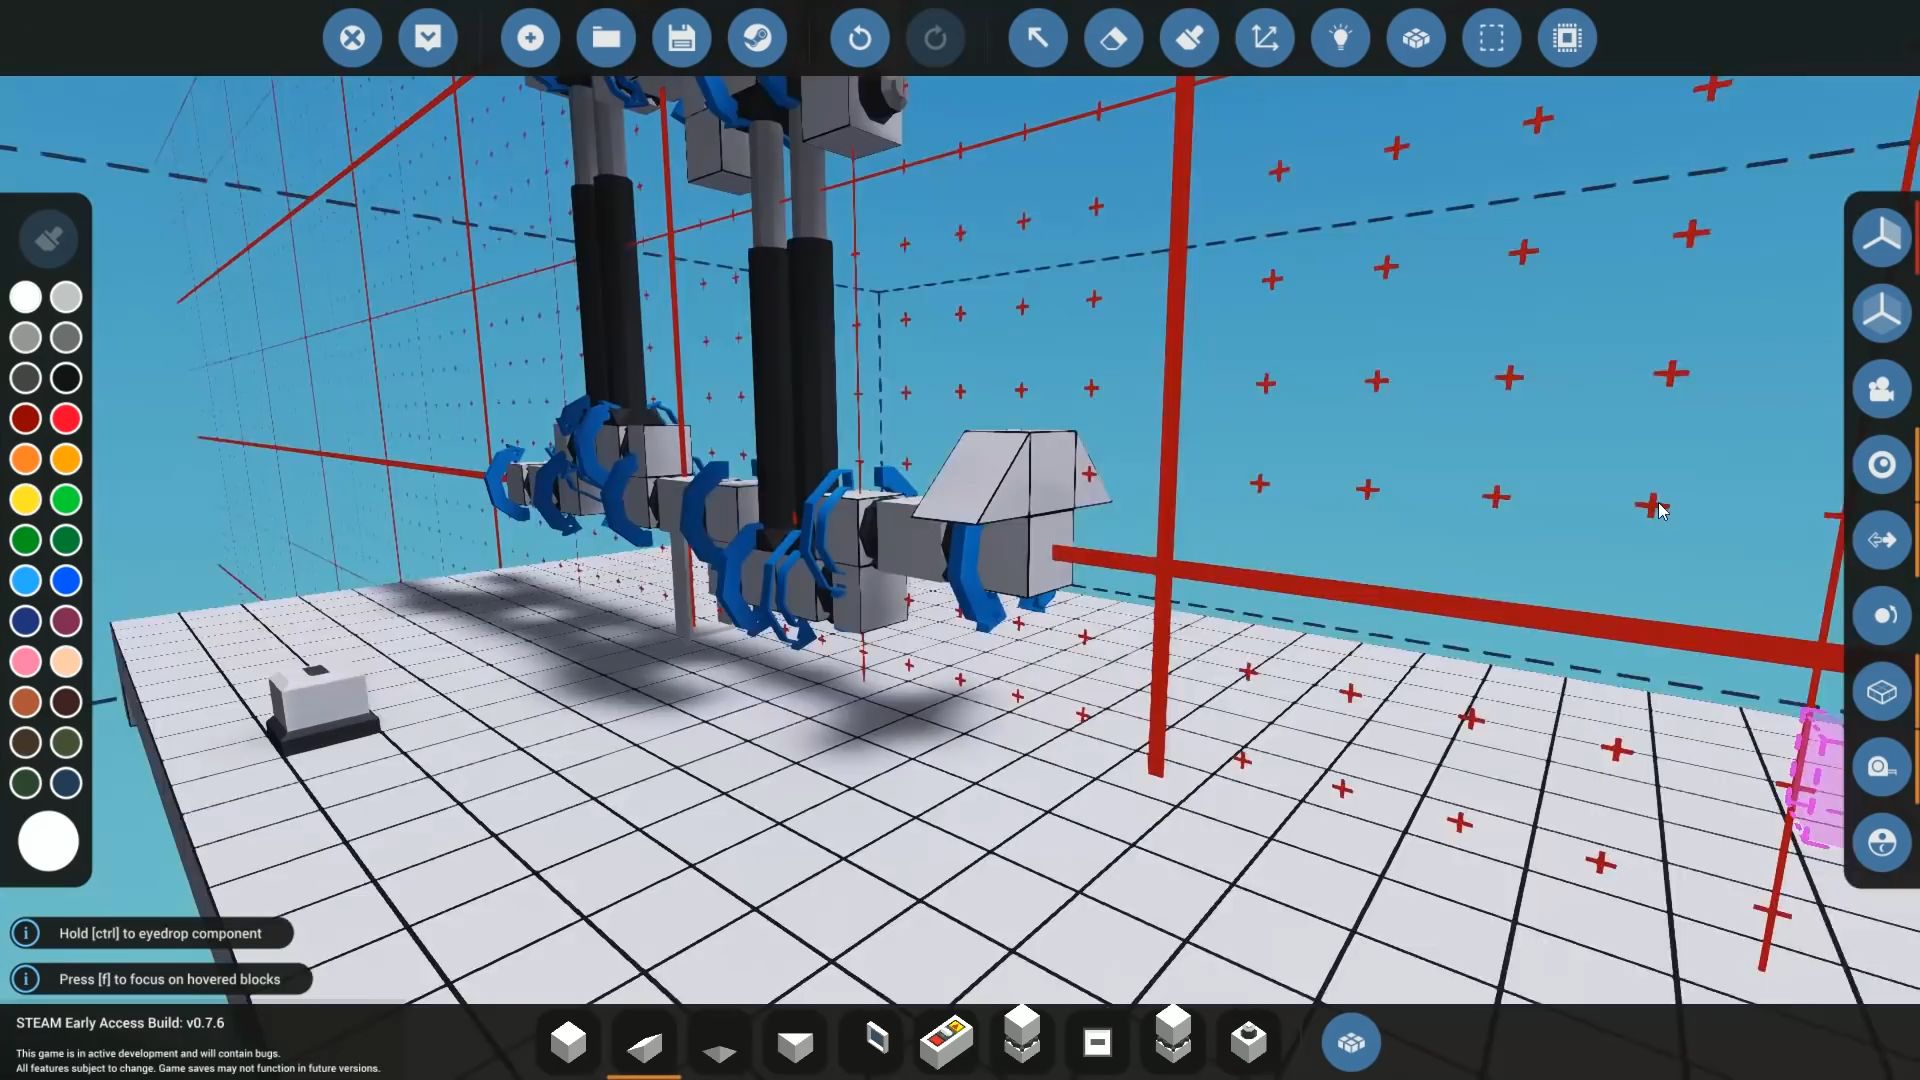 Hold [ctrl] to eyedrop component
Press [f] to focus on hovered blocks
STEAM Early Access Build: v0.7.6
This game is in active development and will contain bugs.
All features subject to change. Game saves may not function in future versions.